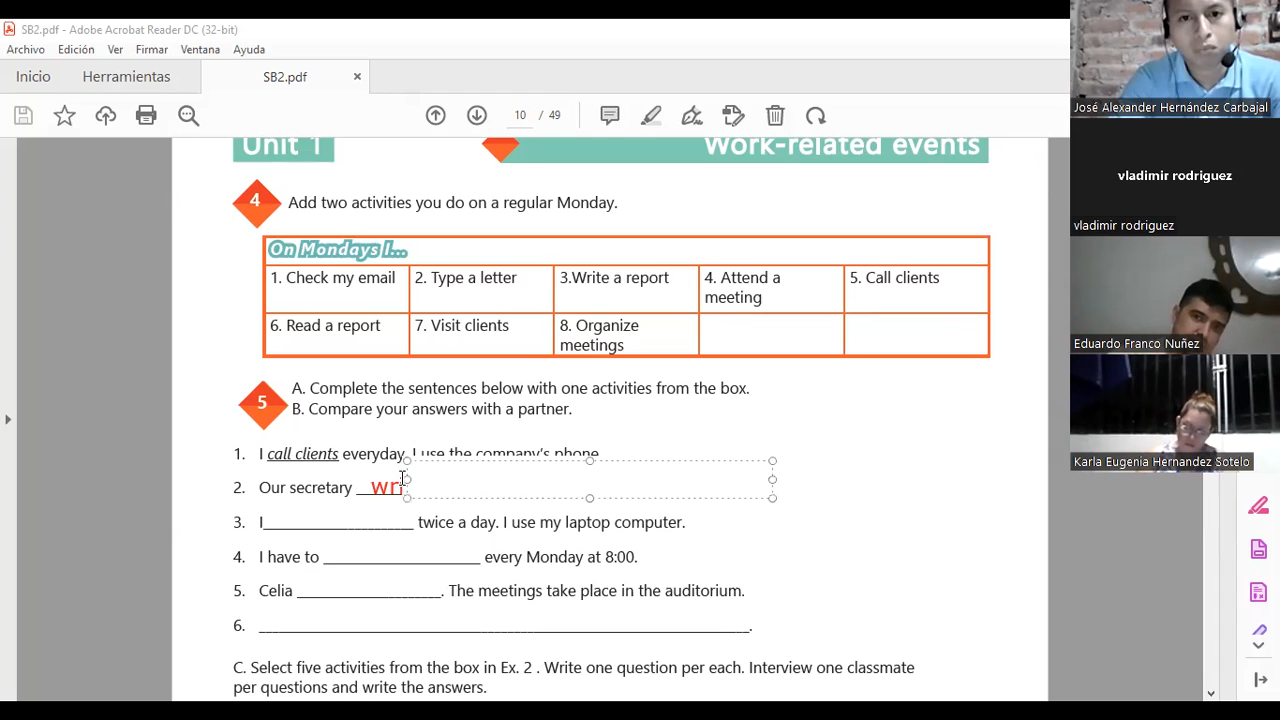 SB2.pdf - Adobe Acrobat Reader DC (32-bit)
Archivo Edición Ver Firmar Ventana Ayuda
Inicio Herramientas SB2.pdf ×
10 / 49
Unit 1 Work-related events
4 Add two activities you do on a regular Monday.
On Mondays I...
1. Check my email 2. Type a letter 3.Write a report 4. Attend a meeting 5. Call clients
6. Read a report 7. Visit clients 8. Organize meetings
5 A. Complete the sentences below with one activities from the box.
B. Compare your answers with a partner.
1. I call clients everyday. I use the company's phone.
2. Our secretary wri
3. I____________________ twice a day. I use my laptop computer.
4. I have to ____________________ every Monday at 8:00.
5. Celia ___________________. The meetings take place in the auditorium.
6. ________________________________________________________________.
C. Select five activities from the box in Ex. 2 . Write one question per each. Interview one classmate
per questions and write the answers.
José Alexander Hernández Carbajal
vladimir rodriguez
vladimir rodriguez
Eduardo Franco Nuñez
Karla Eugenia Hernandez Sotelo